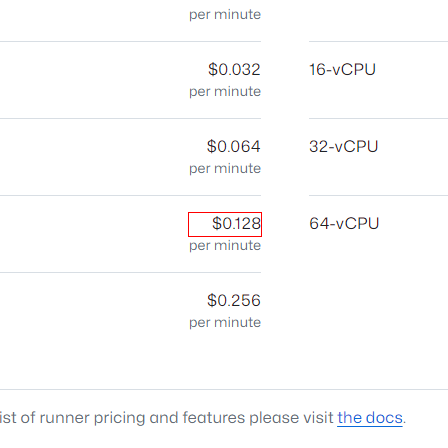 per minute
$0.032 16-vCPU
per minute
$0.064 32-vCPU
per minute
$0.128 64-vCPU
per minute
$0.256
per minute
of runner pricing and features please visit the docs.